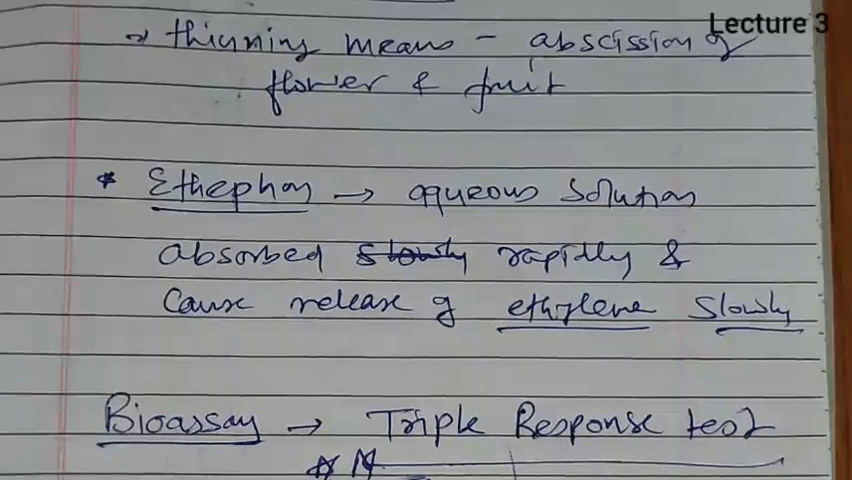 Lecture 3
→ thinning means - abscission of
flower & fruit
* Ethephon → aqueous solution
absorbed slowly rapidly &
Cause release of ethylene slowly
Bioassay → Triple Response test